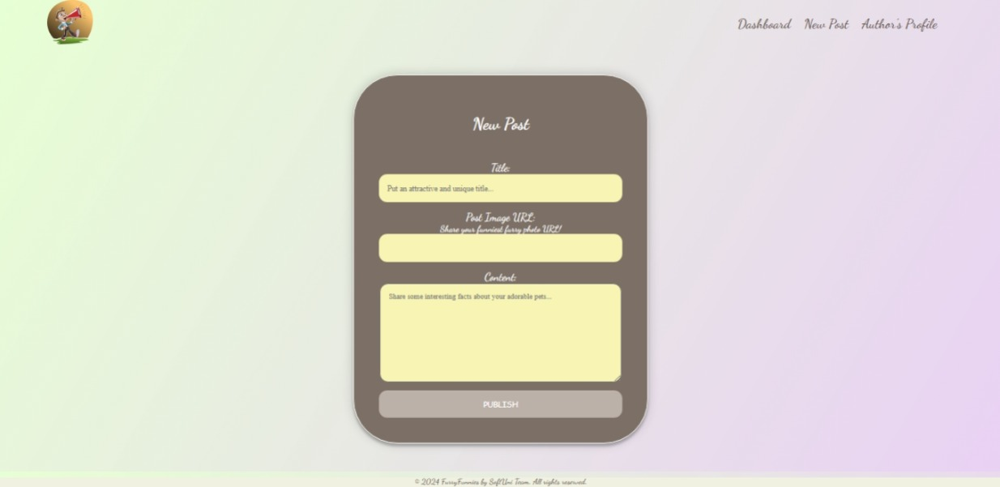 Dashboard New Post Author's Profile
New Post
Title:
Put an attractive and unique title...
Post Image URL:
Share your funniest furry photo URL!
Content:
Share some interesting facts about your adorable pets...
PUBLISH
© 2024 FurryFunnies by SoftUni Team. All rights reserved.